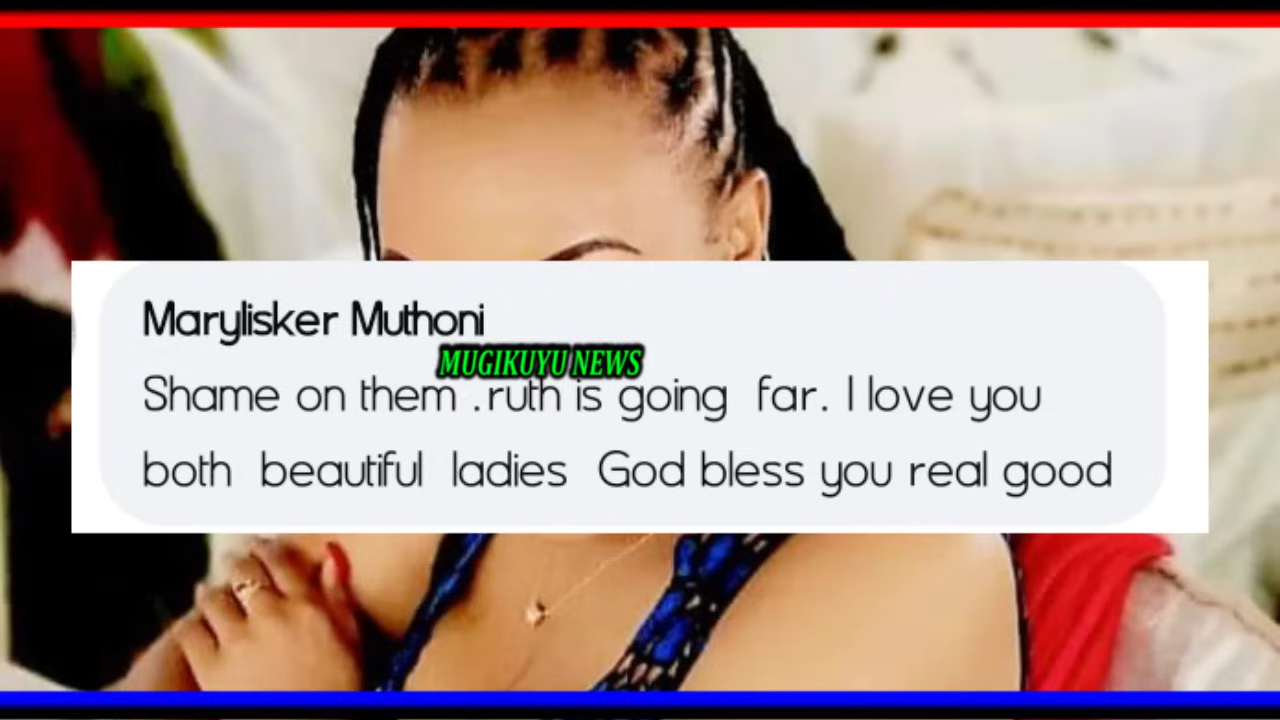 Marylisker Muthoni
MUGIKUYU NEWS
Shame on them .ruth is going far. I love you
both beautiful ladies God bless you real good